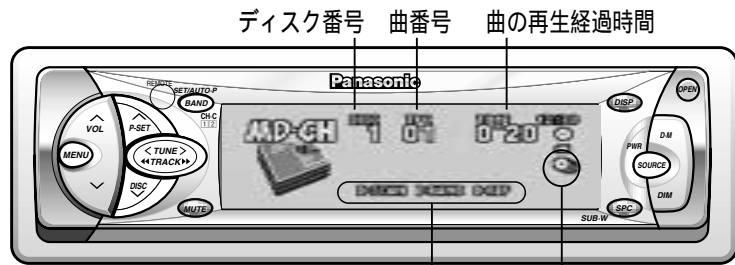 ディスク番号 曲番号 曲の再生経過時間
Panasonic
REMOTE
SET/AUTO-P
BAND
CH-C
1 2
OPEN
DISP
VOL
P-SET
MENU
< TUNE >
TRACK
DISC
MUTE
MD-CH 1 01 0 20
D·M
PWR
SOURCE
DIM
SPC
SUB-W